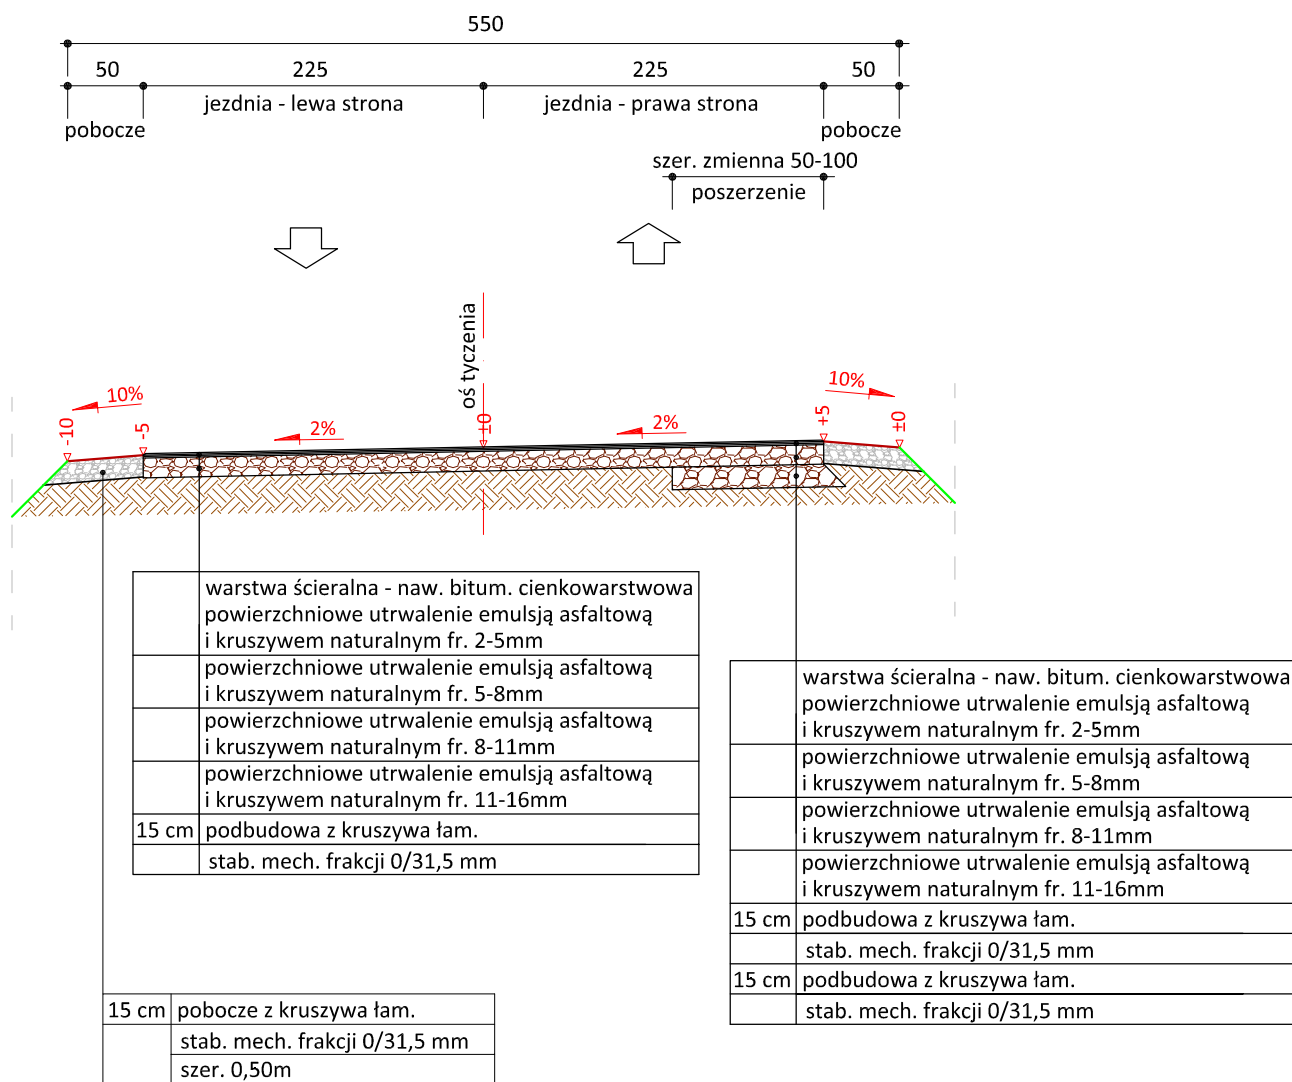 550
50 225 225 50
jezdnia - lewa strona jezdnia - prawa strona
pobocze pobocze
szer. zmienna 50-100
poszerzenie
oś tyczenia
10% 10%
-10 -5 2% ±0 2% +5 ±0
warstwa ścieralna - naw. bitum. cienkowarstwowa
powierzchniowe utrwalenie emulsją asfaltową
i kruszywem naturalnym fr. 2-5mm
powierzchniowe utrwalenie emulsją asfaltową
i kruszywem naturalnym fr. 5-8mm
powierzchniowe utrwalenie emulsją asfaltową
i kruszywem naturalnym fr. 8-11mm
powierzchniowe utrwalenie emulsją asfaltową
i kruszywem naturalnym fr. 11-16mm
15 cm podbudowa z kruszywa łam.
stab. mech. frakcji 0/31,5 mm
warstwa ścieralna - naw. bitum. cienkowarstwowa
powierzchniowe utrwalenie emulsją asfaltową
i kruszywem naturalnym fr. 2-5mm
powierzchniowe utrwalenie emulsją asfaltową
i kruszywem naturalnym fr. 5-8mm
powierzchniowe utrwalenie emulsją asfaltową
i kruszywem naturalnym fr. 8-11mm
powierzchniowe utrwalenie emulsją asfaltową
i kruszywem naturalnym fr. 11-16mm
15 cm podbudowa z kruszywa łam.
stab. mech. frakcji 0/31,5 mm
15 cm podbudowa z kruszywa łam.
stab. mech. frakcji 0/31,5 mm
15 cm pobocze z kruszywa łam.
stab. mech. frakcji 0/31,5 mm
szer. 0,50m